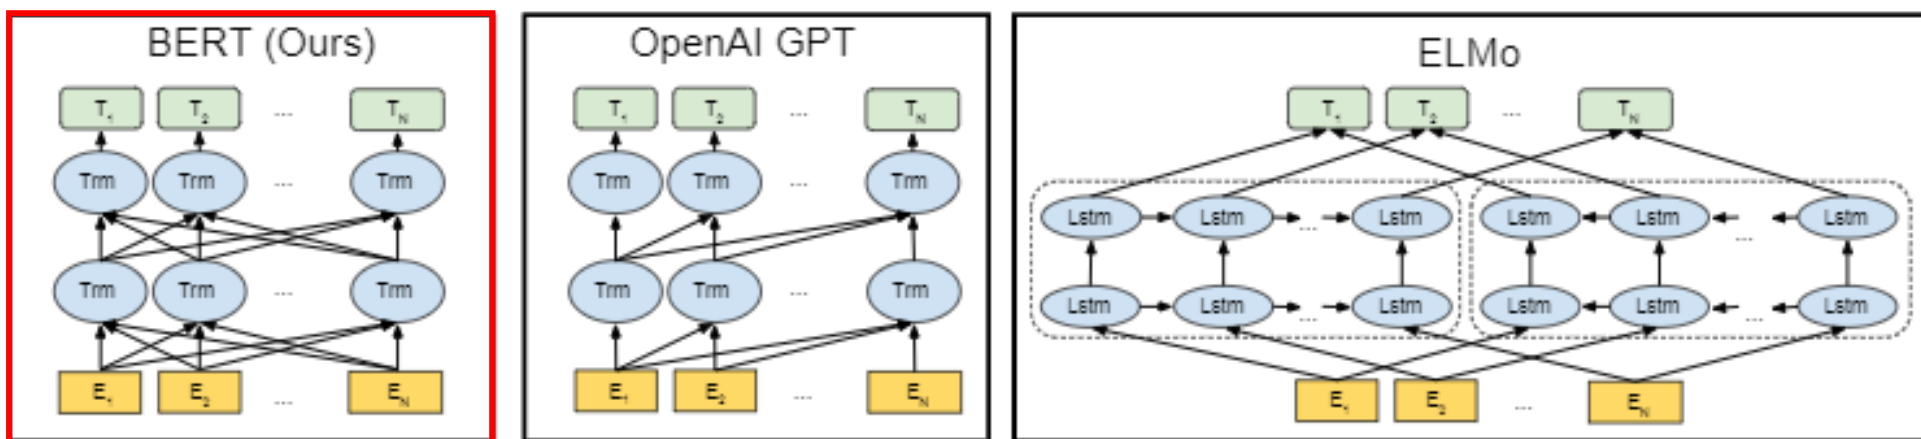 BERT (Ours)
T1 T2 ... TN
Trm Trm ... Trm
Trm Trm ... Trm
E1 E2 ... EN
OpenAI GPT
T1 T2 ... TN
Trm Trm ... Trm
Trm Trm ... Trm
E1 E2 ... EN
ELMo
T1 T2 ... TN
Lstm Lstm ... Lstm Lstm Lstm ... Lstm
Lstm Lstm ... Lstm Lstm Lstm ... Lstm
E1 E2 ... EN